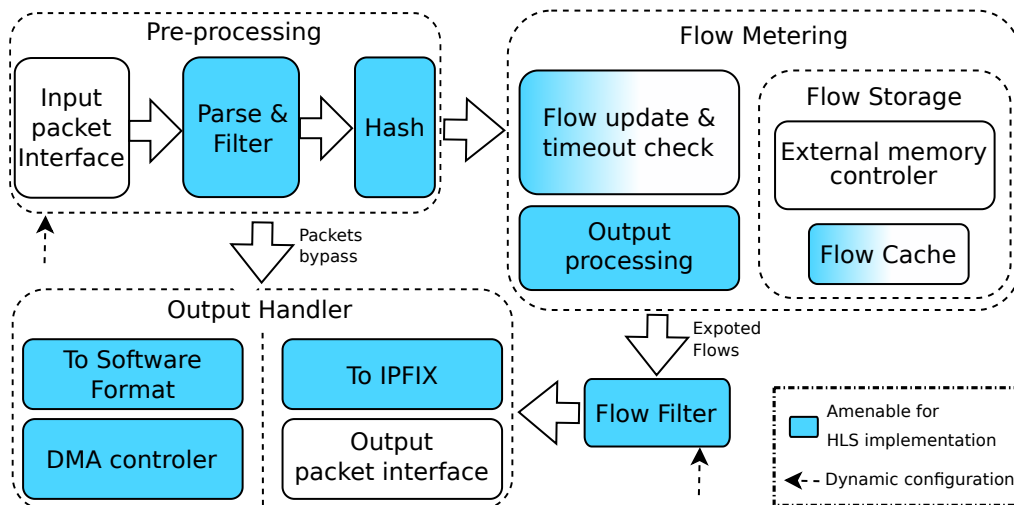 Pre-processing
Input
packet
Interface
Parse &
Filter
Hash
Flow Metering
Flow update &
timeout check
Output
processing
Flow Storage
External memory
controler
Flow Cache
Packets
bypass
Output Handler
To Software
Format
DMA controler
To IPFIX
Output
packet interface
Expoted
Flows
Flow Filter
Amenable for
HLS implementation
Dynamic configuration